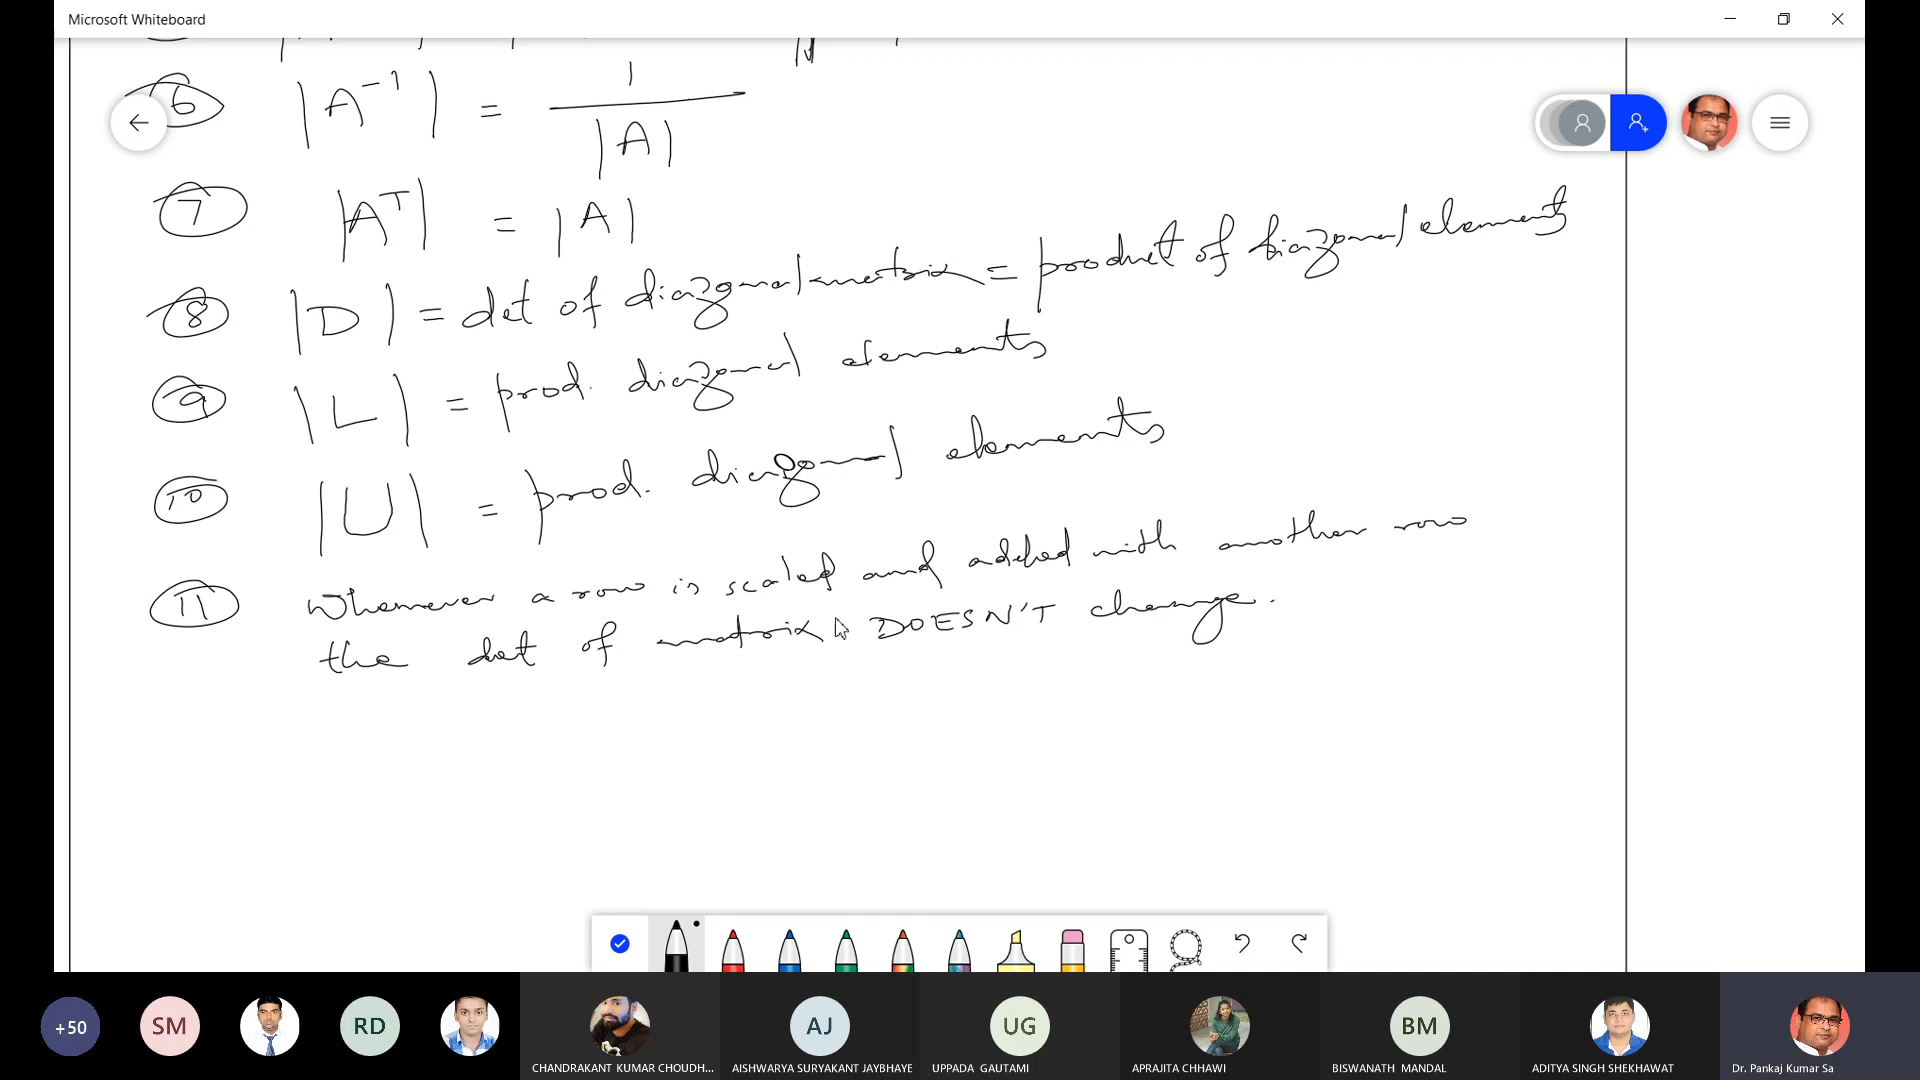 Microsoft Whiteboard
6 |A⁻¹| = 1 / |A|
7 |Aᵀ| = |A|
8 |D| = det of diagonal matrix = product of diagonal elements
9 |L| = prod. diagonal elements
10 |U| = prod. diagonal elements
11 Whenever a row is scaled and added with another row
the det of matrix DOESN'T change.
+50
SM
RD
AJ
UG
BM
CHANDRAKANT KUMAR CHOUDH...
AISHWARYA SURYAKANT JAYBHAYE
UPPADA GAUTAMI
APRAJITA CHHAWI
BISWANATH MANDAL
ADITYA SINGH SHEKHAWAT
Dr. Pankaj Kumar Sa